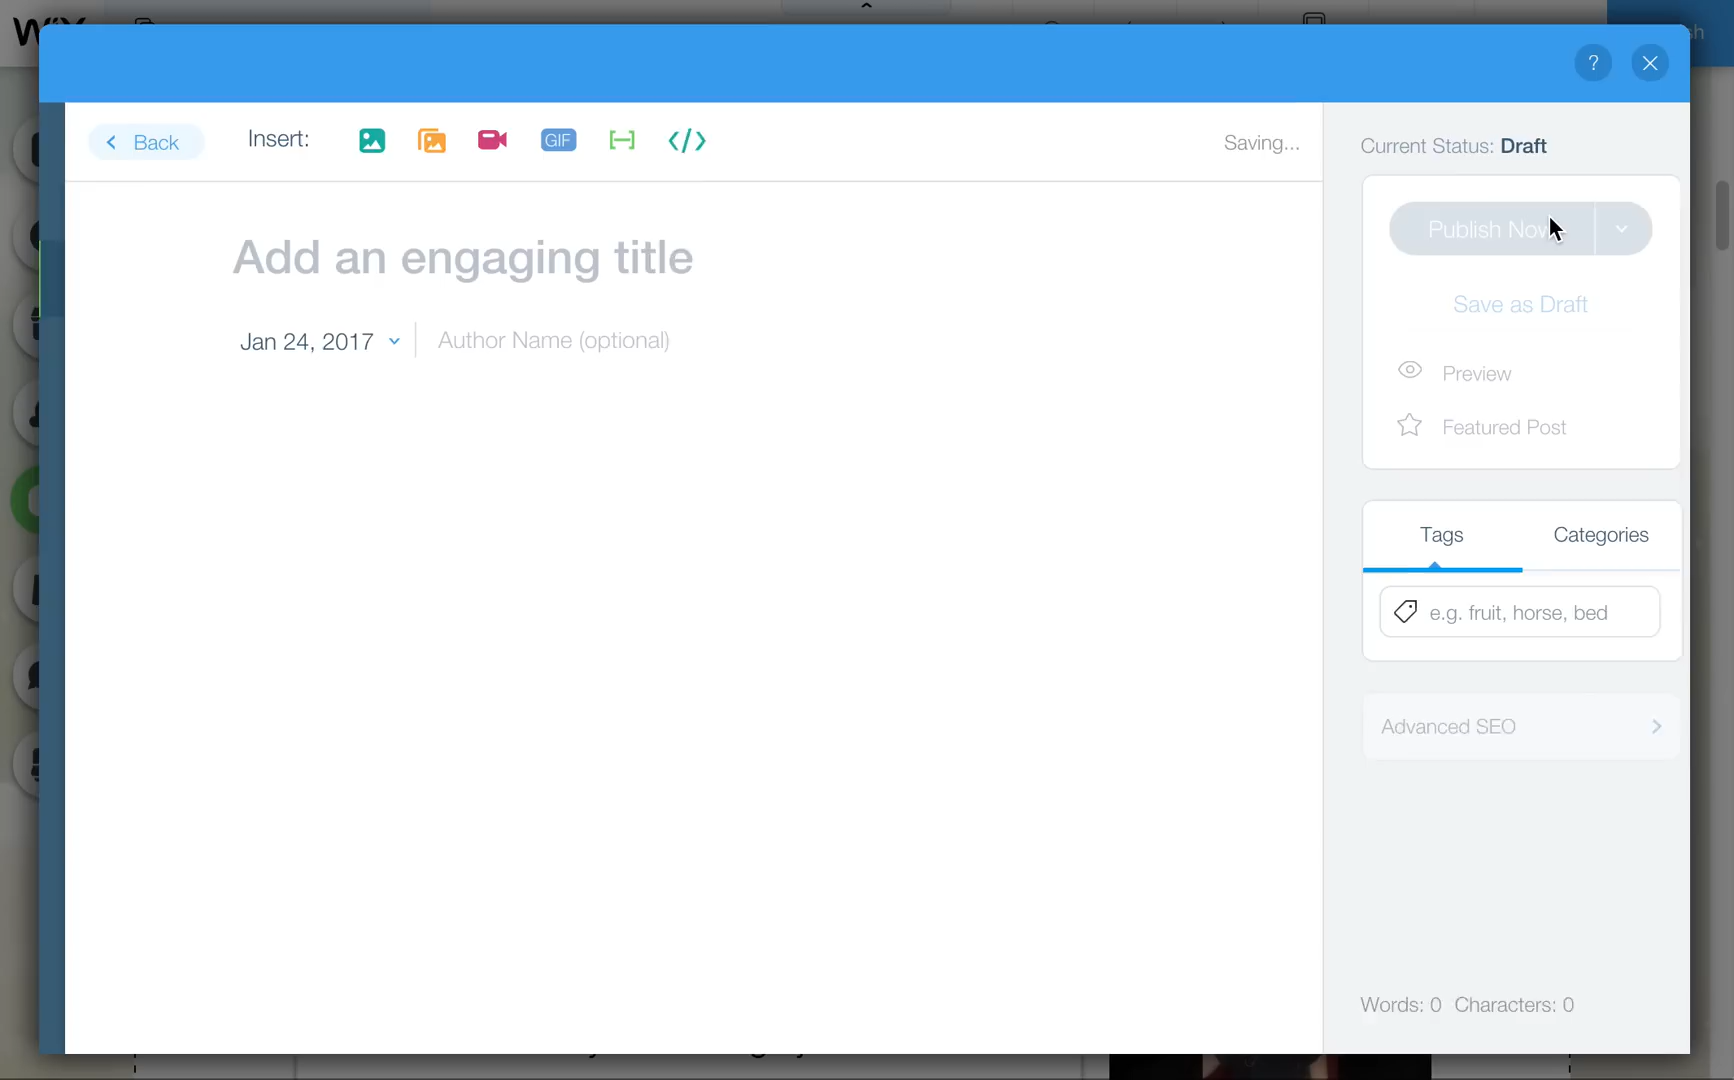 Wix
Back
Insert:
GIF
Saving...
Current Status: Draft
Add an engaging title
Publish Now
Save as Draft
Jan 24, 2017
Author Name (optional)
Preview
Featured Post
Tags
Categories
e.g. fruit, horse, bed
Advanced SEO
Words: 0 Characters: 0